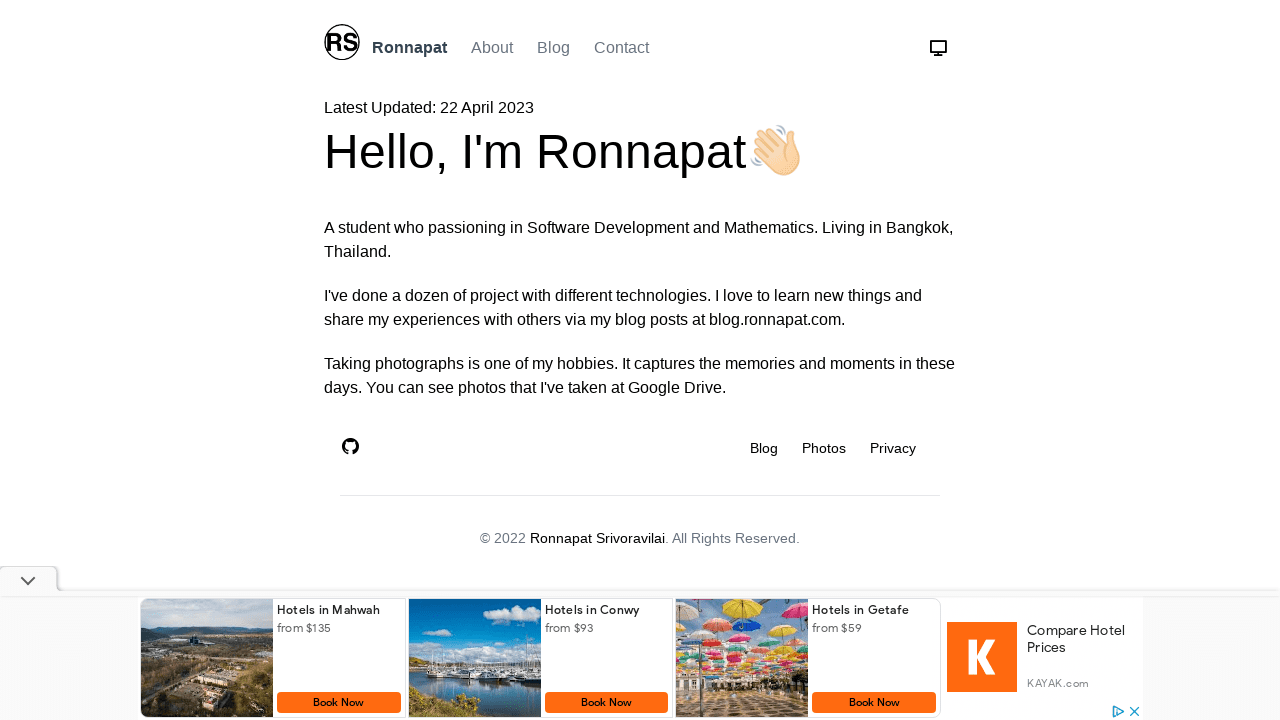 RS Ronnapat About Blog Contact
Latest Updated: 22 April 2023
Hello, I'm Ronnapat👋🏻
A student who passioning in Software Development and Mathematics. Living in Bangkok,
Thailand.
I've done a dozen of project with different technologies. I love to learn new things and
share my experiences with others via my blog posts at blog.ronnapat.com.
Taking photographs is one of my hobbies. It captures the memories and moments in these
days. You can see photos that I've taken at Google Drive.
Blog Photos Privacy
© 2022 Ronnapat Srivoravilai. All Rights Reserved.
Hotels in Mahwah
from $135
Book Now
Hotels in Conwy
from $93
Book Now
Hotels in Getafe
from $59
Book Now
K
Compare Hotel
Prices
KAYAK.com